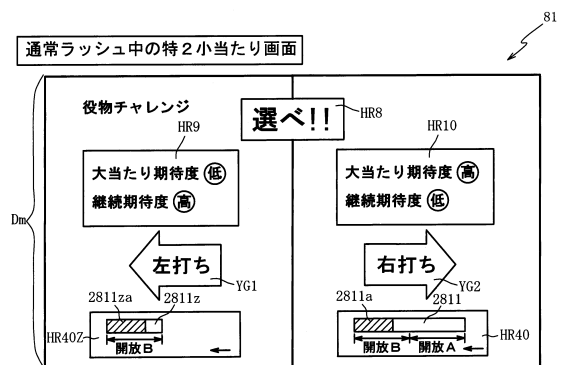 81
通常ラッシュ中の特2小当たり画面
役物チャレンジ
選べ!!
HR8
HR9
HR10
大当たり期待度 低
継続期待度 高
大当たり期待度 高
継続期待度 低
Dm
左打ち
YG1
右打ち
YG2
2811za
2811z
2811a
2811
HR40Z
開放B
開放B
開放A
HR40